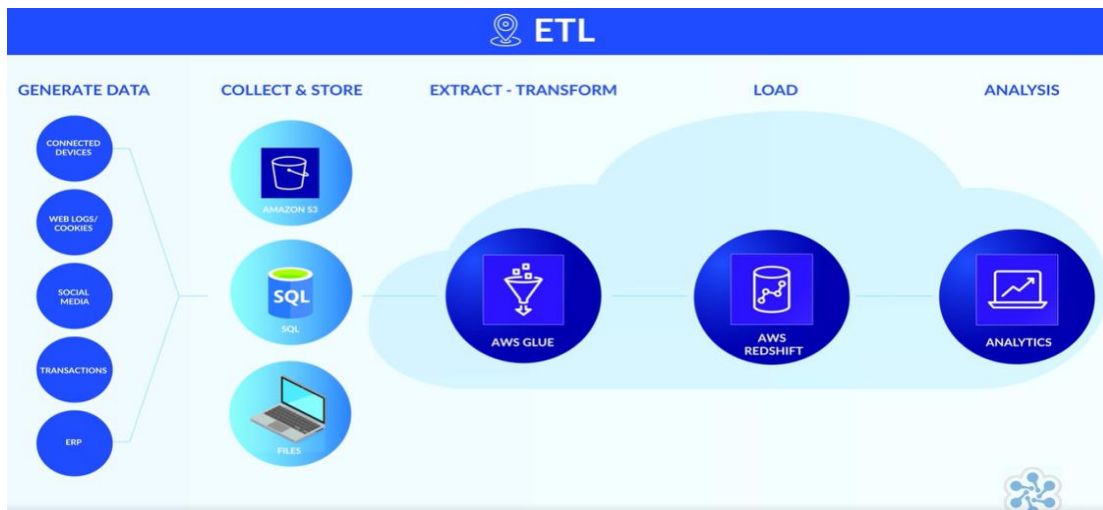 ETL
GENERATE DATA
COLLECT & STORE
EXTRACT - TRANSFORM
LOAD
ANALYSIS
CONNECTED
DEVICES
WEB LOGS/
COOKIES
SOCIAL
MEDIA
TRANSACTIONS
ERP
AMAZON S3
SQL
SQL
FILES
AWS GLUE
AWS
REDSHIFT
ANALYTICS